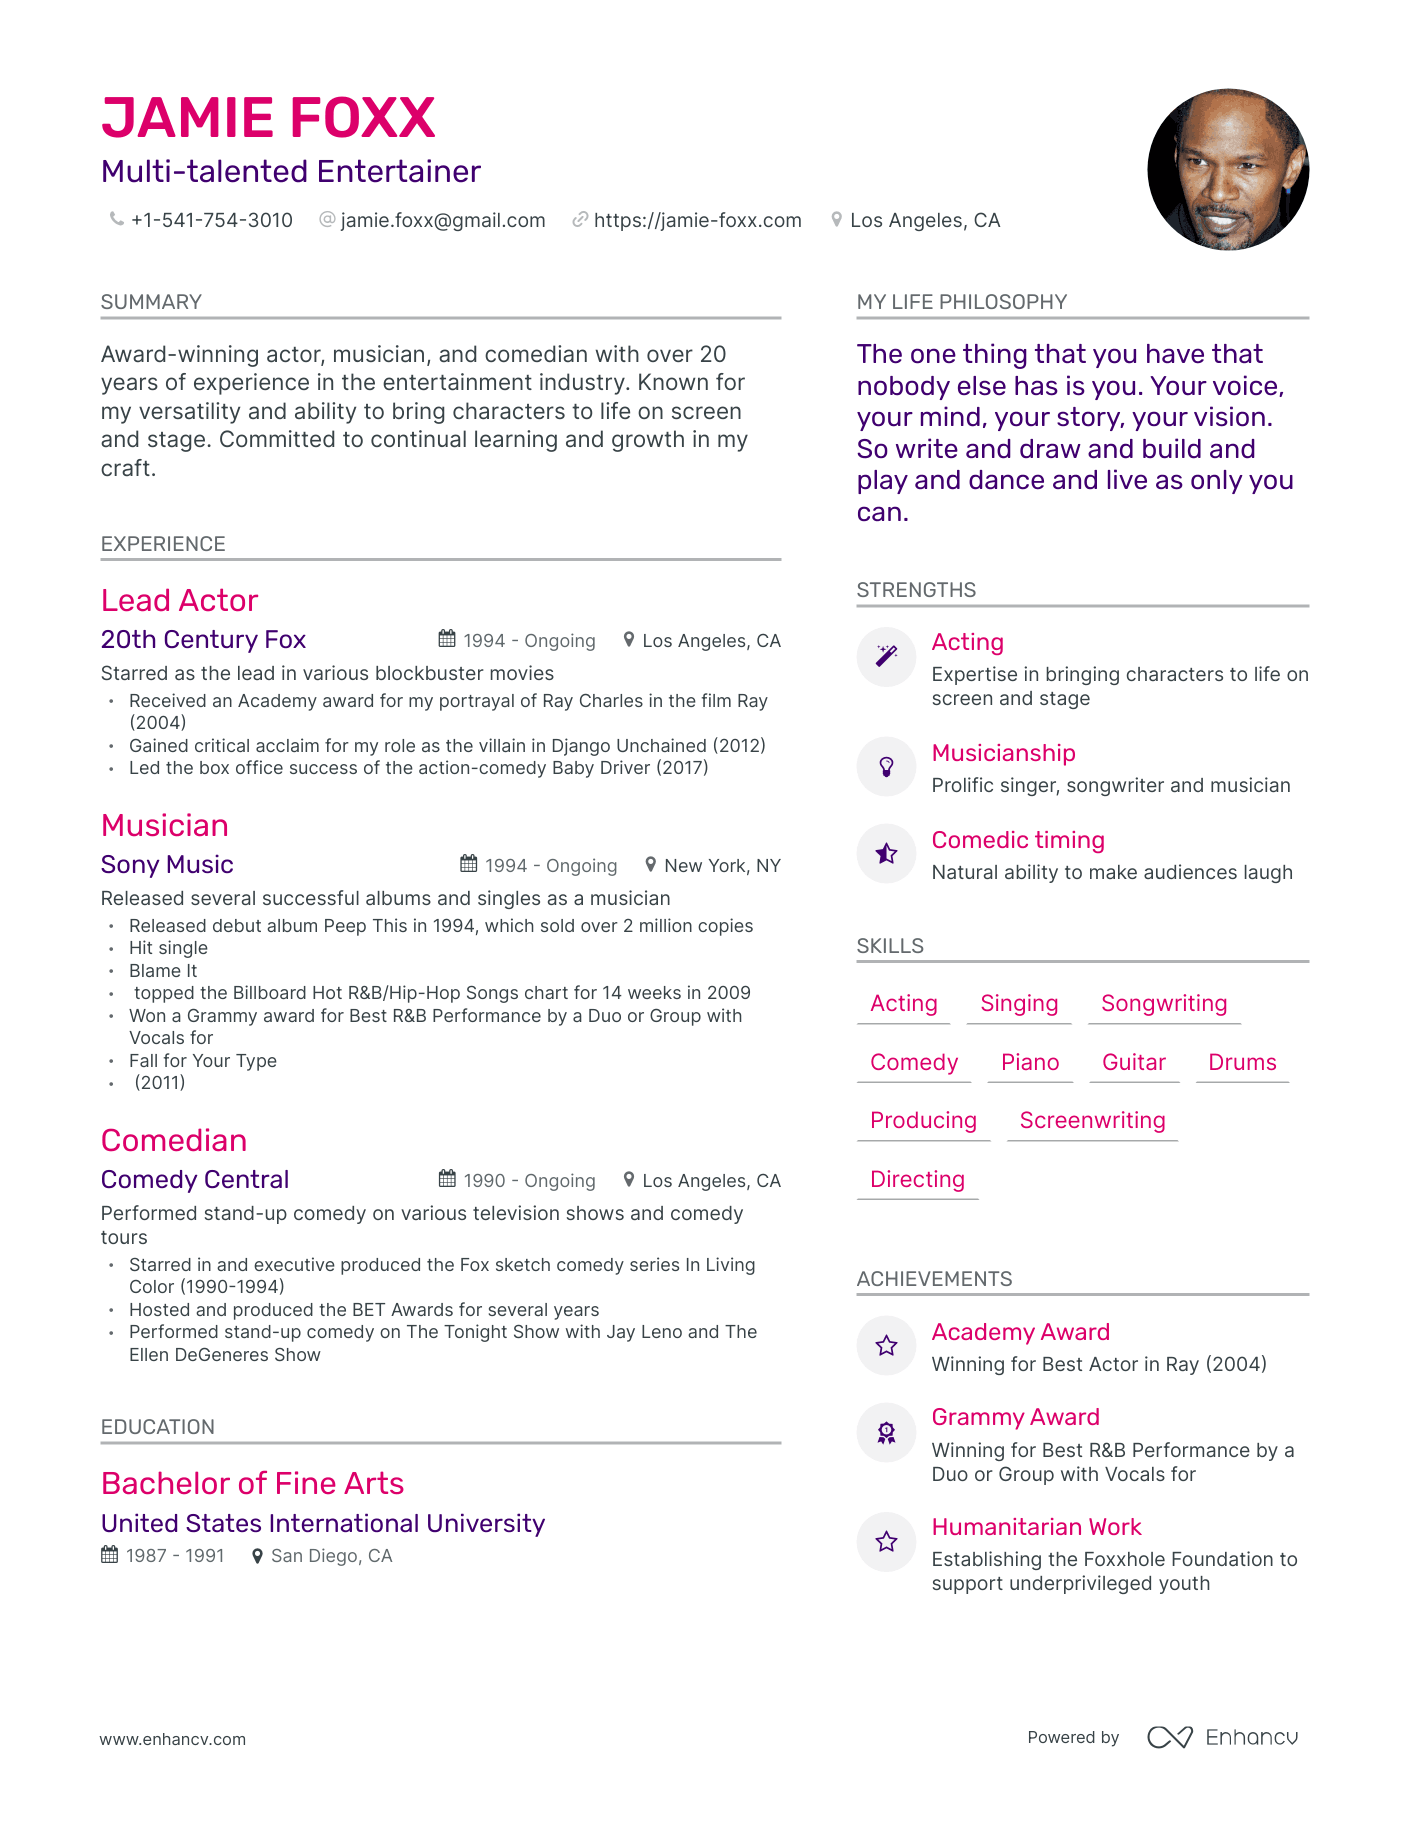 JAMIE FOXX
Multi-talented Entertainer
+1-541-754-3010 @ jamie.foxx@gmail.com https://jamie-foxx.com Los Angeles, CA
SUMMARY
Award-winning actor, musician, and comedian with over 20
years of experience in the entertainment industry. Known for
my versatility and ability to bring characters to life on screen
and stage. Committed to continual learning and growth in my
craft.
EXPERIENCE
Lead Actor
20th Century Fox 1994 - Ongoing Los Angeles, CA
Starred as the lead in various blockbuster movies
• Received an Academy award for my portrayal of Ray Charles in the film Ray
(2004)
• Gained critical acclaim for my role as the villain in Django Unchained (2012)
• Led the box office success of the action-comedy Baby Driver (2017)
Musician
Sony Music 1994 - Ongoing New York, NY
Released several successful albums and singles as a musician
• Released debut album Peep This in 1994, which sold over 2 million copies
• Hit single
• Blame It
• topped the Billboard Hot R&B/Hip-Hop Songs chart for 14 weeks in 2009
• Won a Grammy award for Best R&B Performance by a Duo or Group with
Vocals for
• Fall for Your Type
• (2011)
Comedian
Comedy Central 1990 - Ongoing Los Angeles, CA
Performed stand-up comedy on various television shows and comedy
tours
• Starred in and executive produced the Fox sketch comedy series In Living
Color (1990-1994)
• Hosted and produced the BET Awards for several years
• Performed stand-up comedy on The Tonight Show with Jay Leno and The
Ellen DeGeneres Show
EDUCATION
Bachelor of Fine Arts
United States International University
1987 - 1991 San Diego, CA
MY LIFE PHILOSOPHY
The one thing that you have that
nobody else has is you. Your voice,
your mind, your story, your vision.
So write and draw and build and
play and dance and live as only you
can.
STRENGTHS
Acting
Expertise in bringing characters to life on
screen and stage
Musicianship
Prolific singer, songwriter and musician
Comedic timing
Natural ability to make audiences laugh
SKILLS
Acting Singing Songwriting
Comedy Piano Guitar Drums
Producing Screenwriting
Directing
ACHIEVEMENTS
Academy Award
Winning for Best Actor in Ray (2004)
Grammy Award
Winning for Best R&B Performance by a
Duo or Group with Vocals for
Humanitarian Work
Establishing the Foxxhole Foundation to
support underprivileged youth
www.enhancv.com
Powered by Enhancv